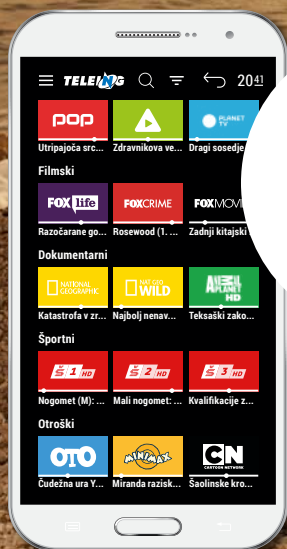 TELEING 20⁴¹
pop PLANET TV
Utripajoča src... Zdravnikova ve... Dragi sosedje
Filmski
FOX life FOXCRIME FOXMOVI
Razočarane go... Rosewood (1. ... Zadnji kitajski
Dokumentarni
NATIONAL GEOGRAPHIC NAT GEO WILD ANIMAL PLANET HD
Katastrofa v zr... Najbolj nenav... Teksaški zako...
Športni
Š 1 HD Š 2 HD Š 3 HD
Nogomet (M): ... Mali nogomet: ... Kvalifikacije z...
Otroški
OTO MINIMAX CN CARTOON NETWORK
Čudežna ura Y... Miranda razisk... Šaolinske kro...